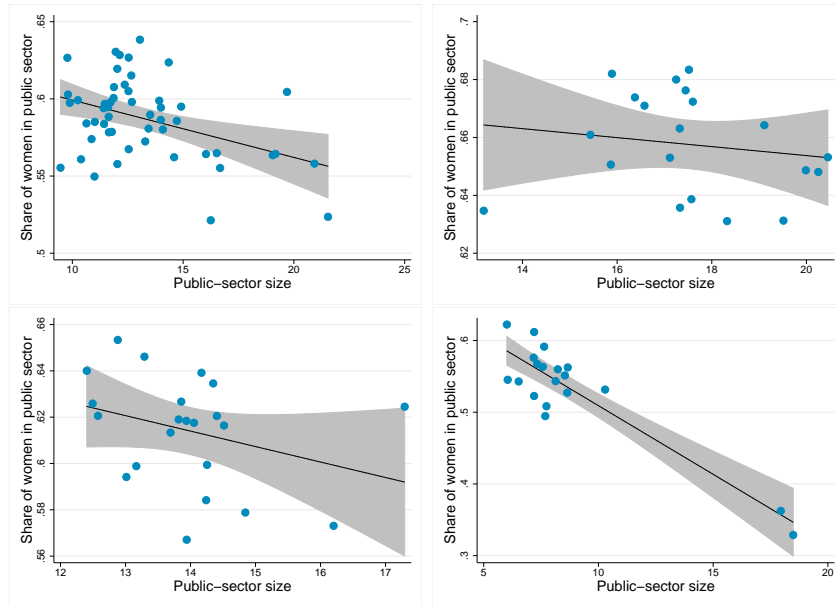 Share of women in public sector
.5 .55 .6 .65
10 15 20 25
Public−sector size
Share of women in public sector
.62 .64 .66 .68 .7
14 16 18 20
Public−sector size
Share of women in public sector
.56 .58 .6 .62 .64 .66
12 13 14 15 16 17
Public−sector size
Share of women in public sector
.3 .4 .5 .6
5 10 15 20
Public−sector size